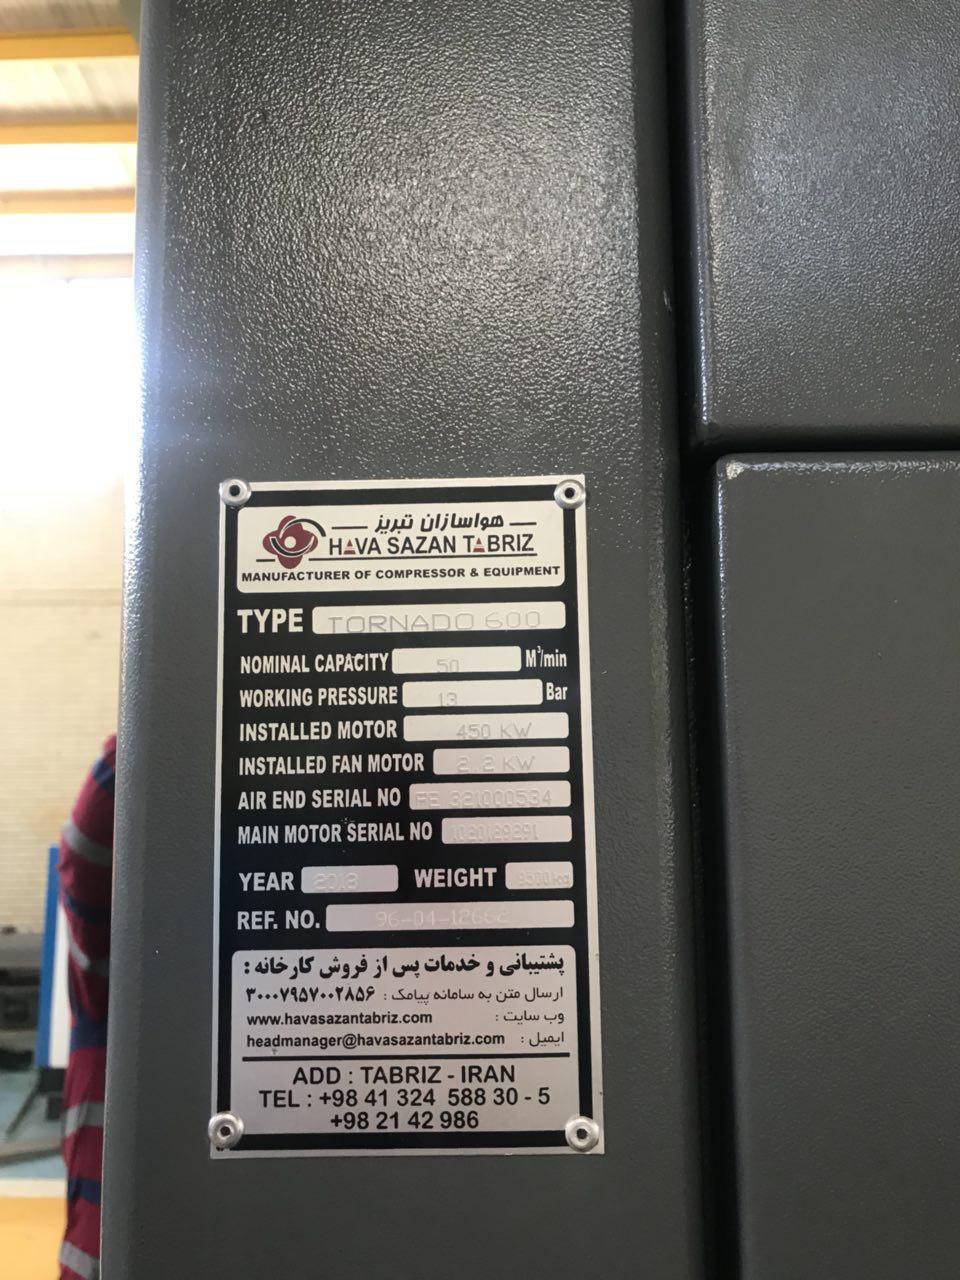 هواسازان تبریز
HAVA SAZAN TABRIZ
MANUFACTURER OF COMPRESSOR & EQUIPMENT
TYPE TORNADO 600
NOMINAL CAPACITY 50 M³/min
WORKING PRESSURE 13 Bar
INSTALLED MOTOR 450 KW
INSTALLED FAN MOTOR 2.2 KW
AIR END SERIAL NO FE 321000534
MAIN MOTOR SERIAL NO
YEAR 2018 WEIGHT
REF. NO.
پشتیبانی و خدمات پس از فروش کارخانه :
ارسال متن به سامانه پیامک : ۳۰۰۰۷۹۵۷۰۰۲۸۵۶
وب سایت : www.havasazantabriz.com
ایمیل : headmanager@havasazantabriz.com
ADD : TABRIZ - IRAN
TEL : +98 41 324 588 30 - 5
+98 21 42 986